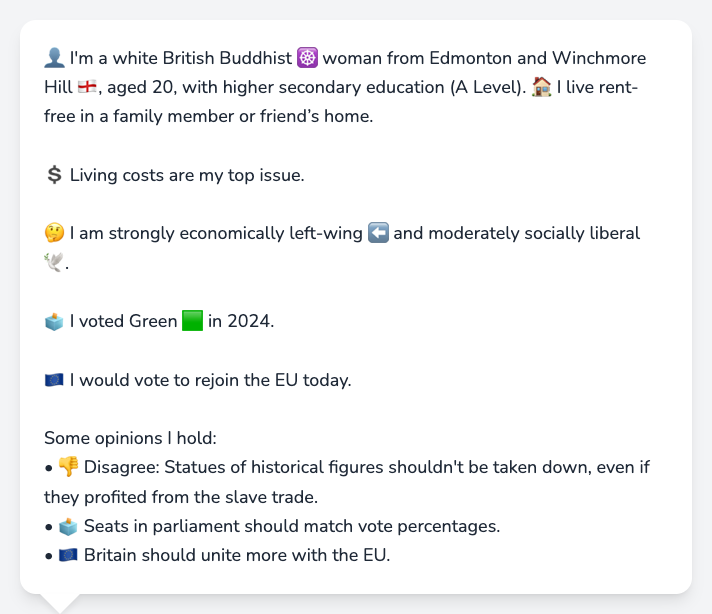 👤 I'm a white British Buddhist ☸️ woman from Edmonton and Winchmore
Hill 🏴󠁧󠁢󠁥󠁮󠁧󠁿, aged 20, with higher secondary education (A Level). 🏠 I live rent-
free in a family member or friend’s home.
💲 Living costs are my top issue.
🤔 I am strongly economically left-wing ⬅️ and moderately socially liberal
🕊️.
🗳️ I voted Green 🟩 in 2024.
🇪🇺 I would vote to rejoin the EU today.
Some opinions I hold:
• 👎 Disagree: Statues of historical figures shouldn't be taken down, even if
they profited from the slave trade.
• 🗳️ Seats in parliament should match vote percentages.
• 🇪🇺 Britain should unite more with the EU.